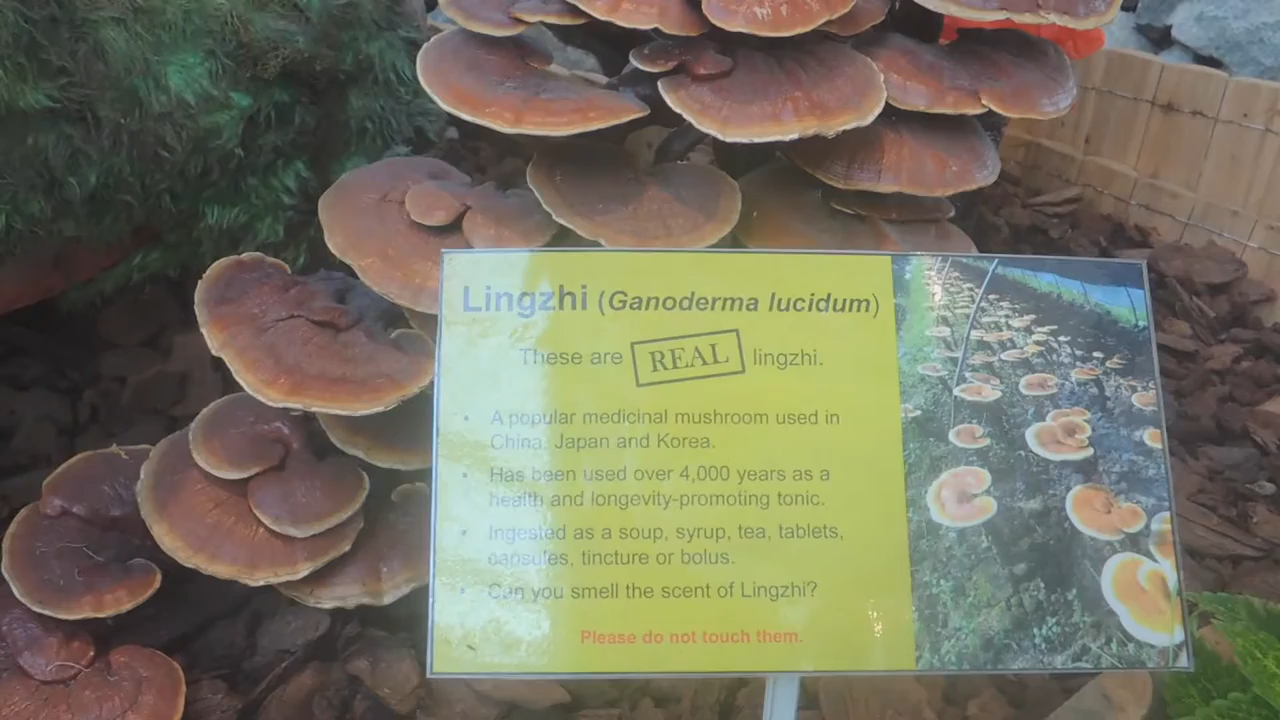 Lingzhi (Ganoderma lucidum)
These are REAL lingzhi.
• A popular medicinal mushroom used in
China, Japan and Korea.
• Has been used over 4,000 years as a
health and longevity-promoting tonic.
• Ingested as a soup, syrup, tea, tablets,
capsules, tincture or bolus.
• Can you smell the scent of Lingzhi?
Please do not touch them.